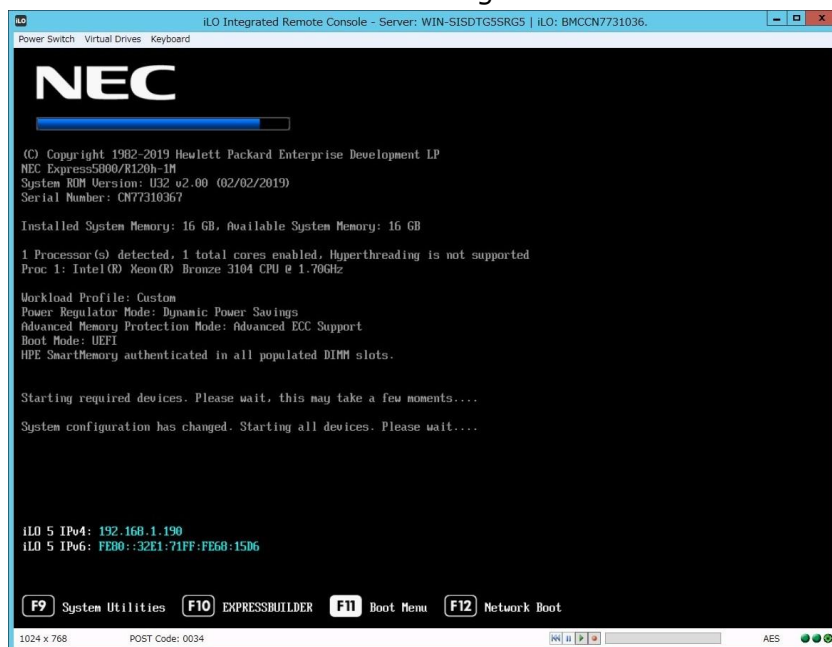 iLO Integrated Remote Console - Server: WIN-SISDTG5SRG5 | iLO: BMCCN7731036.
Power Switch Virtual Drives Keyboard
NEC
(C) Copyright 1982-2019 Hewlett Packard Enterprise Development LP
NEC Express5800/R120h-1M
System ROM Version: U32 v2.00 (02/02/2019)
Serial Number: CN77310367
Installed System Memory: 16 GB, Available System Memory: 16 GB
1 Processor(s) detected, 1 total cores enabled, Hyperthreading is not supported
Proc 1: Intel(R) Xeon(R) Bronze 3104 CPU @ 1.70GHz
Workload Profile: Custom
Power Regulator Mode: Dynamic Power Savings
Advanced Memory Protection Mode: Advanced ECC Support
Boot Mode: UEFI
HPE SmartMemory authenticated in all populated DIMM slots.
Starting required devices. Please wait, this may take a few moments....
System configuration has changed. Starting all devices. Please wait....
iLO 5 IPv4: 192.168.1.190
iLO 5 IPv6: FE80::32E1:71FF:FE68:15D6
F9 System Utilities F10 EXPRESSBUILDER F11 Boot Menu F12 Network Boot
1024 x 768 POST Code: 0034 AES